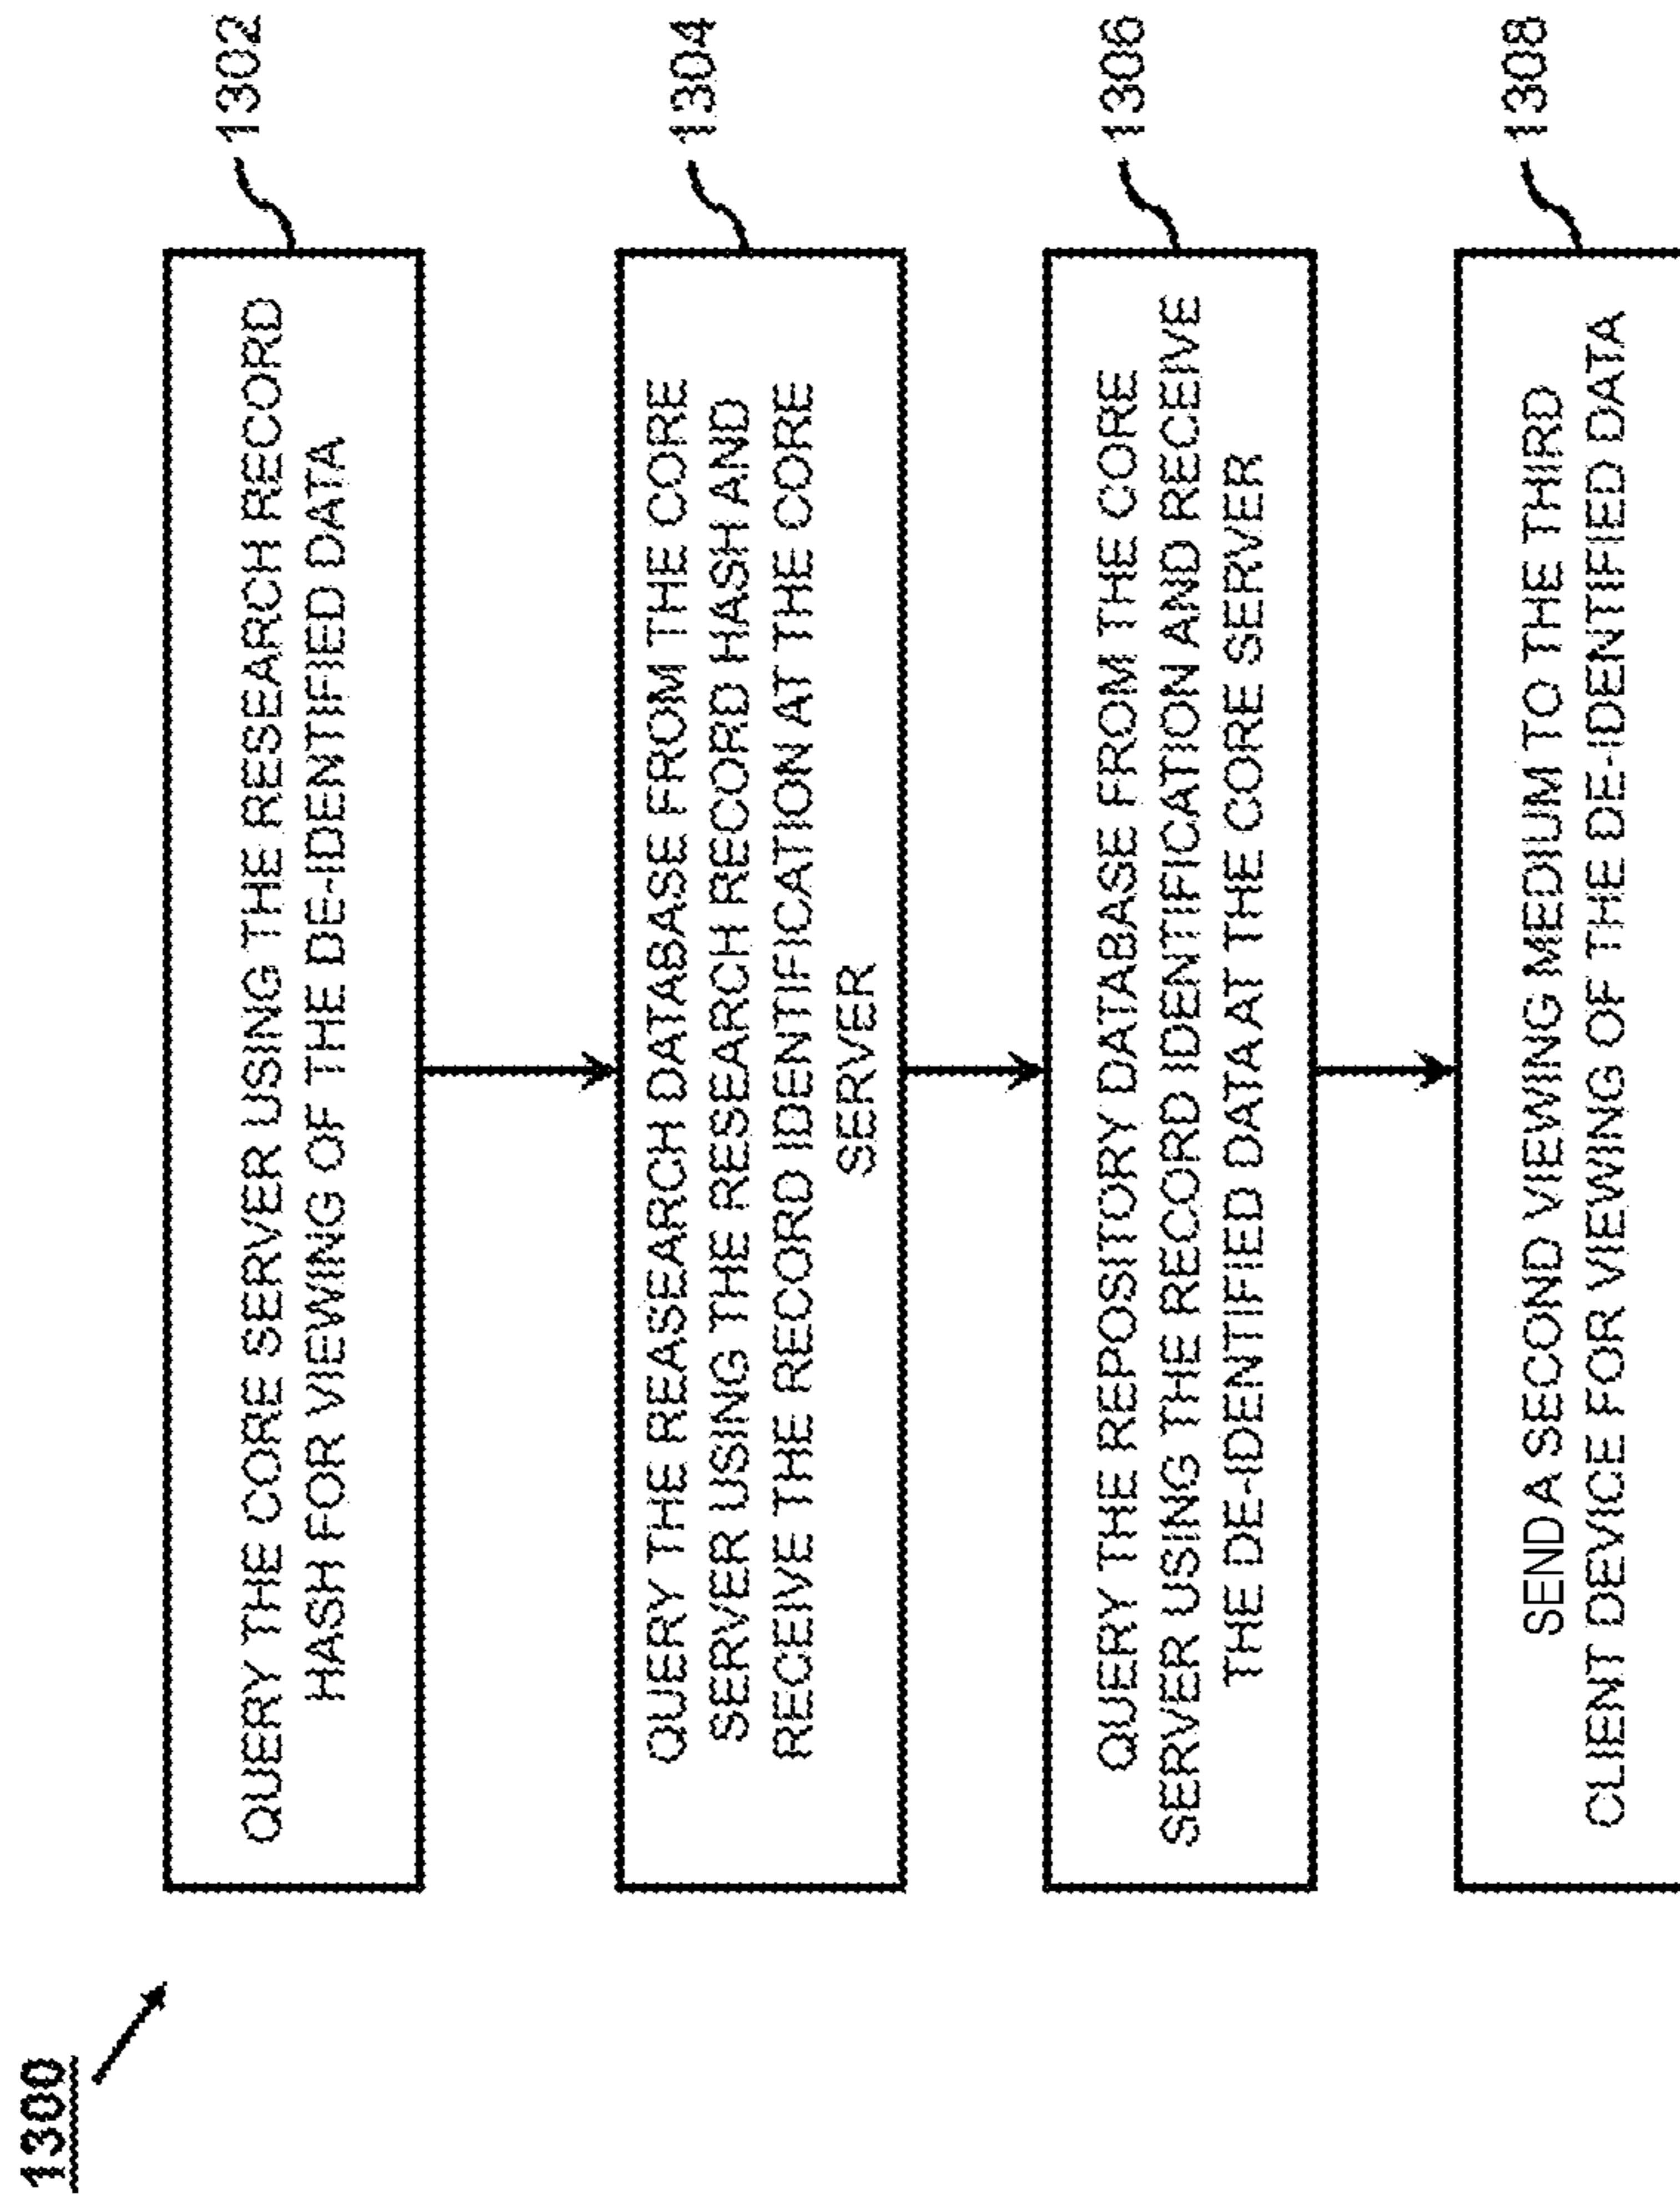 1300
QUERY THE CORE SERVER USING THE RESEARCH RECORD
HASH FOR VIEWING OF THE DE-IDENTIFIED DATA
1302
QUERY THE REASEARCH DATABASE FROM THE CORE
SERVER USING THE RESEARCH RECORD HASH AND
RECEIVE THE RECORD IDENTIFICATION AT THE CORE
SERVER
1304
QUERY THE REPOSITORY DATABASE FROM THE CORE
SERVER USING THE RECORD IDENTIFICATION AND RECEIVE
THE DE-IDENTIFIED DATA AT THE CORE SERVER
1306
SEND A SECOND VIEWING MEDIUM TO THE THIRD
CLIENT DEVICE FOR VIEWING OF THE DE-IDENTIFIED DATA
1308